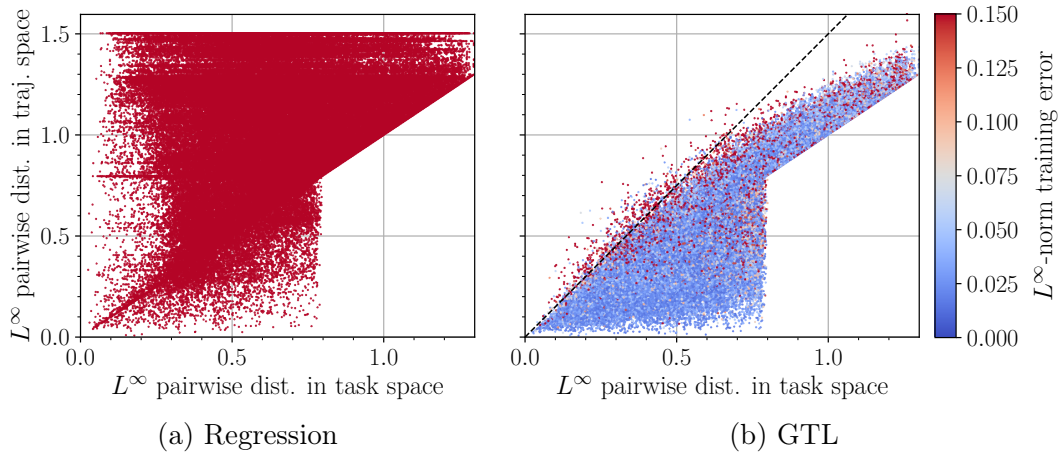 L∞ pairwise dist. in traj. space
1.5
1.0
0.5
0.0
0.0 0.5 1.0
L∞ pairwise dist. in task space
(a) Regression
0.0 0.5 1.0
L∞ pairwise dist. in task space
(b) GTL
0.150
0.125
0.100
0.075
0.050
0.025
0.000
L∞-norm training error